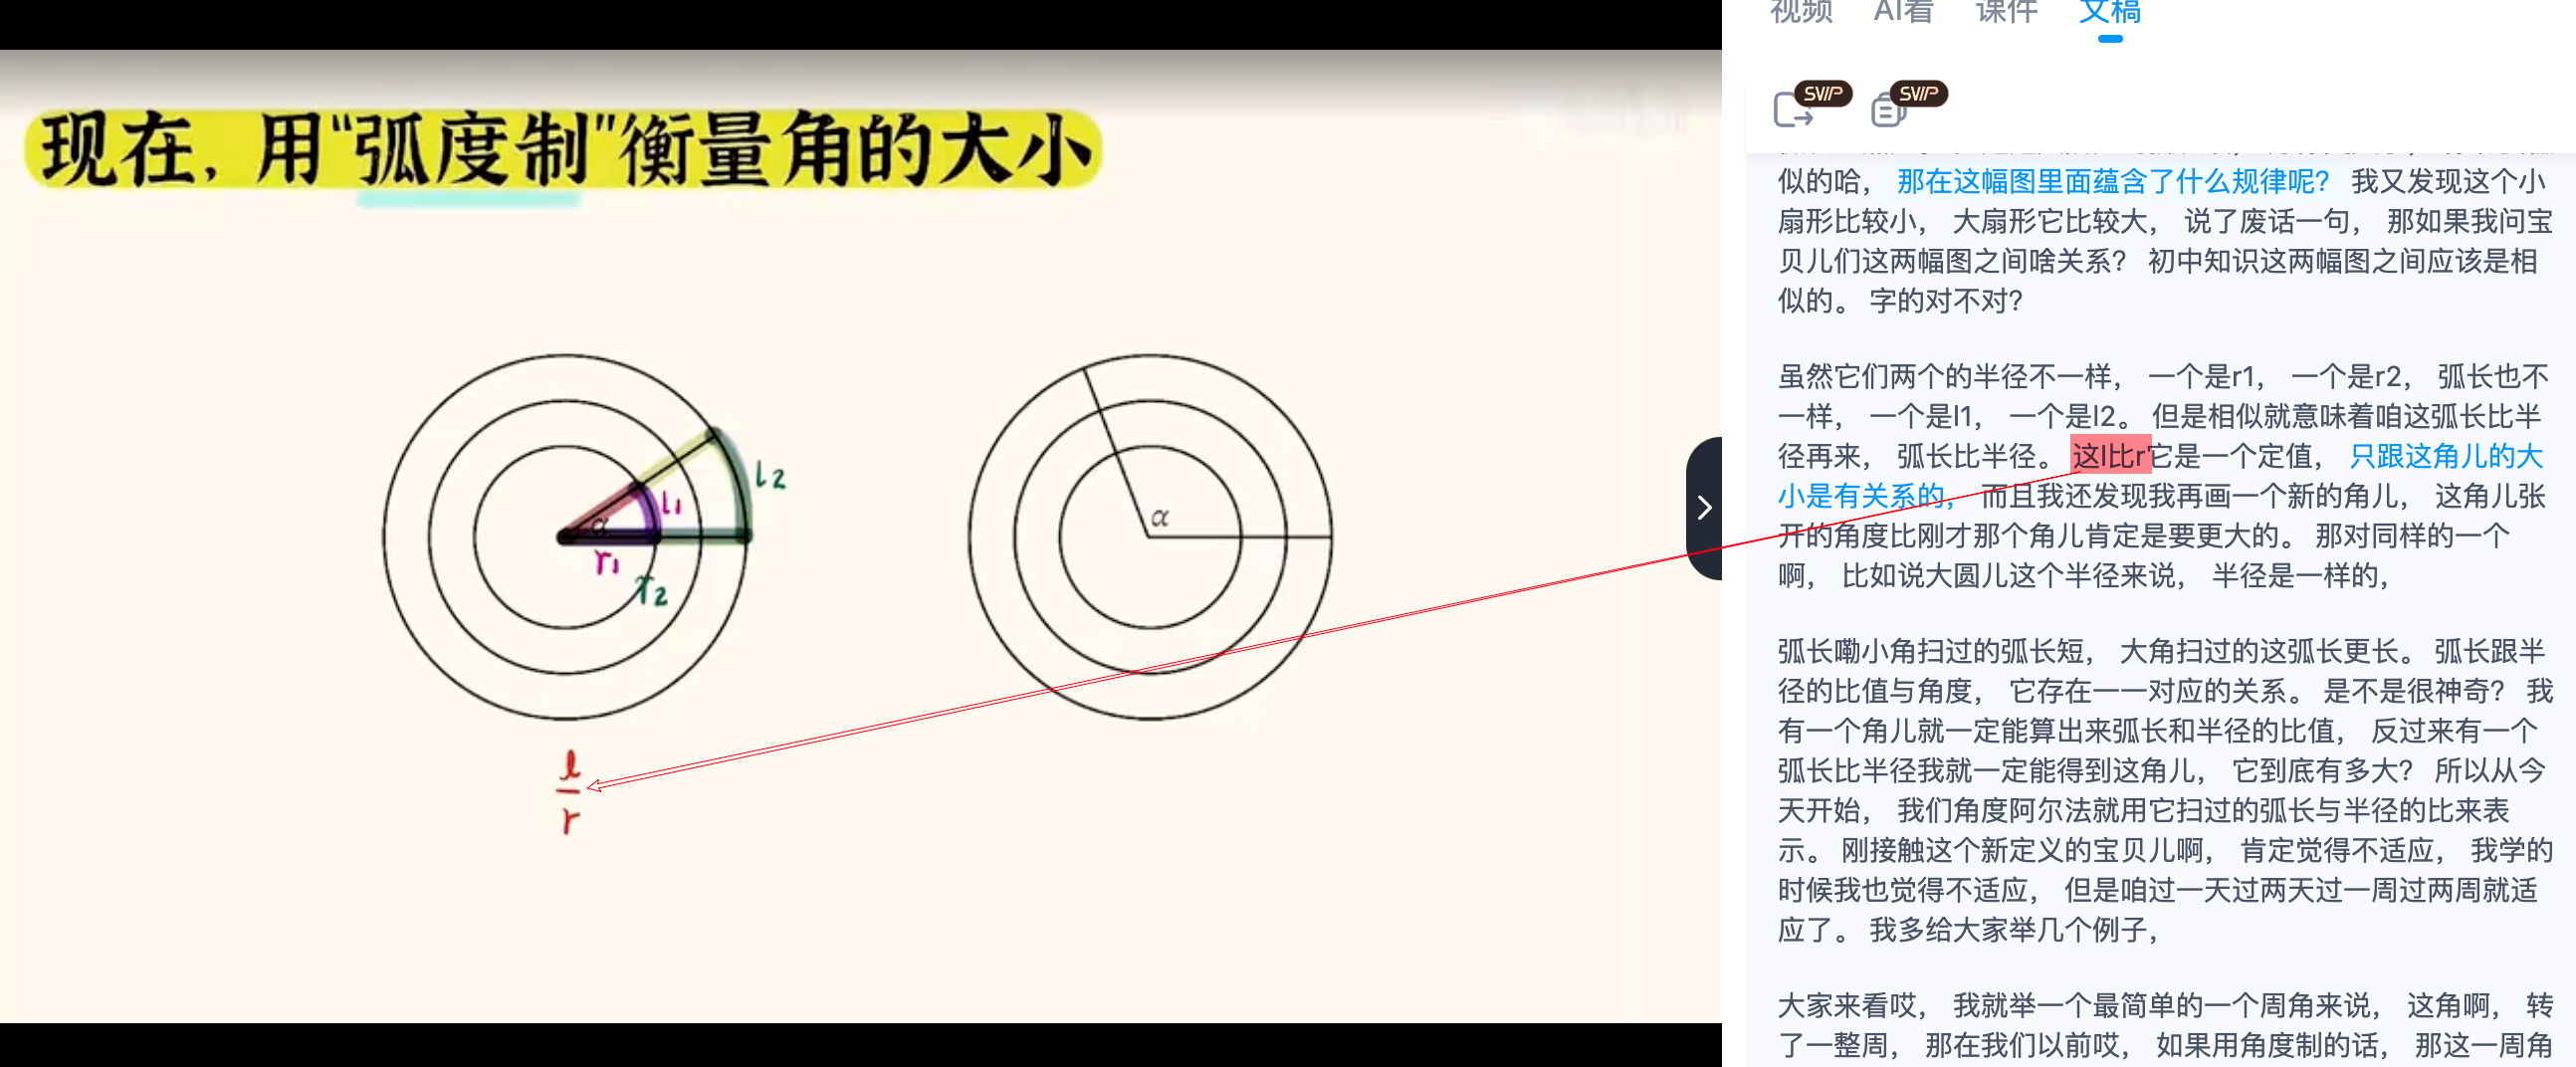 现在，用“弧度制”衡量角的大小
α
l1
l2
r1
r2
α
l
r
视频 AI看 课件 文稿
SVIP SVIP
似的哈， 那在这幅图里面蕴含了什么规律呢？ 我又发现这个小
扇形比较小， 大扇形它比较大， 说了废话一句， 那如果我问宝
贝儿们这两幅图之间啥关系？ 初中知识这两幅图之间应该是相
似的。 字的对不对？
虽然它们两个的半径不一样， 一个是r1， 一个是r2， 弧长也不
一样， 一个是l1， 一个是l2。 但是相似就意味着咱这弧长比半
径再来， 弧长比半径。 这l比r它是一个定值， 只跟这角儿的大
小是有关系的， 而且我还发现我再画一个新的角儿， 这角儿张
开的角度比刚才那个角儿肯定是要更大的。 那对同样的一个
啊， 比如说大圆儿这个半径来说， 半径是一样的，
弧长嘞小角扫过的弧长短， 大角扫过的这弧长更长。 弧长跟半
径的比值与角度， 它存在一一对应的关系。 是不是很神奇？ 我
有一个角儿就一定能算出来弧长和半径的比值， 反过来有一个
弧长比半径我就一定能得到这角儿， 它到底有多大？ 所以从今
天开始， 我们角度阿尔法就用它扫过的弧长与半径的比来表
示。 刚接触这个新定义的宝贝儿啊， 肯定觉得不适应， 我学的
时候我也觉得不适应， 但是咱过一天过两天过一周过两周就适
应了。 我多给大家举几个例子，
大家来看哎， 我就举一个最简单的一个周角来说， 这角啊， 转
了一整周， 那在我们以前哎， 如果用角度制的话， 那这一周角